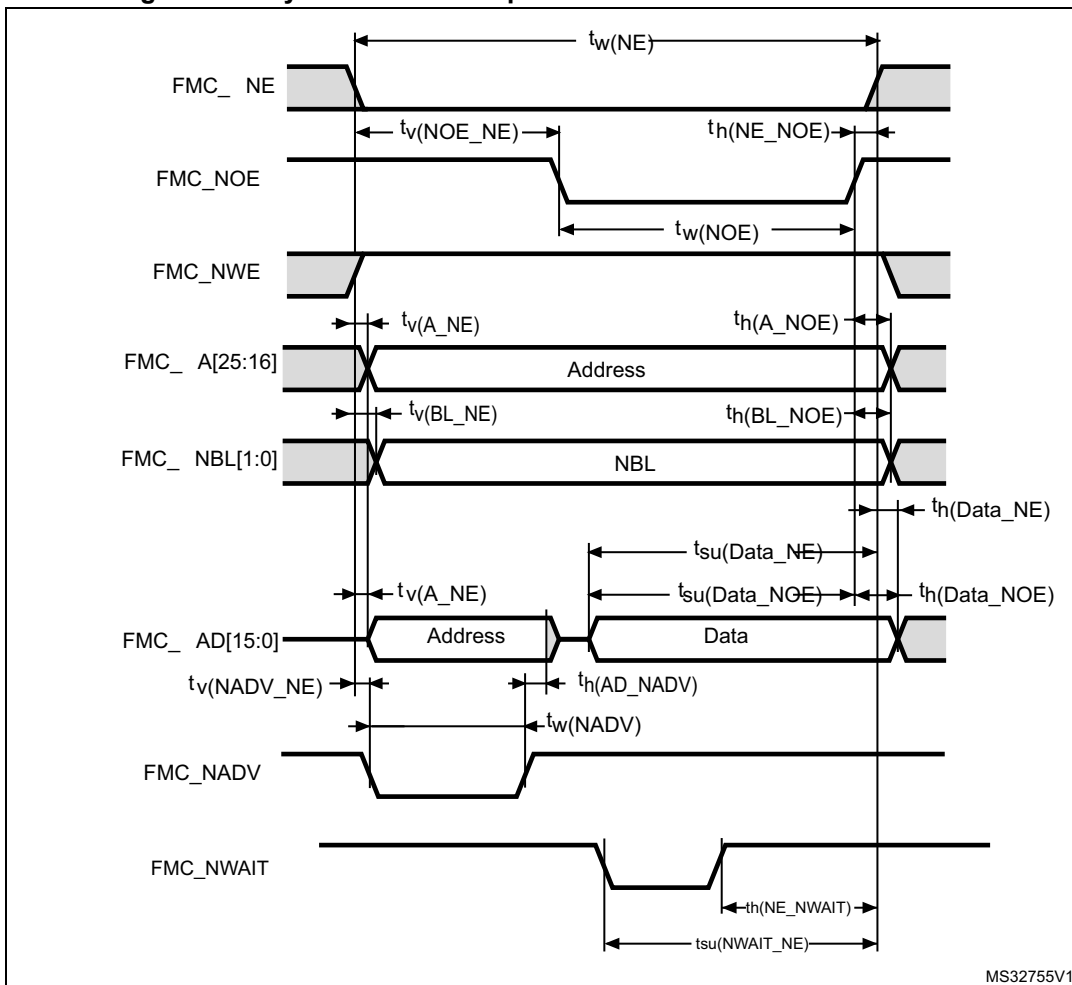 tw(NE)
FMC_ NE
tv(NOE_NE)
th(NE_NOE)
FMC_NOE
tw(NOE)
FMC_NWE
tv(A_NE)
th(A_NOE)
FMC_ A[25:16]
Address
tv(BL_NE)
th(BL_NOE)
FMC_ NBL[1:0]
NBL
th(Data_NE)
tsu(Data_NE)
tv(A_NE)
tsu(Data_NOE)
th(Data_NOE)
FMC_ AD[15:0]
Address
Data
tv(NADV_NE)
th(AD_NADV)
tw(NADV)
FMC_NADV
FMC_NWAIT
th(NE_NWAIT)
tsu(NWAIT_NE)
MS32755V1